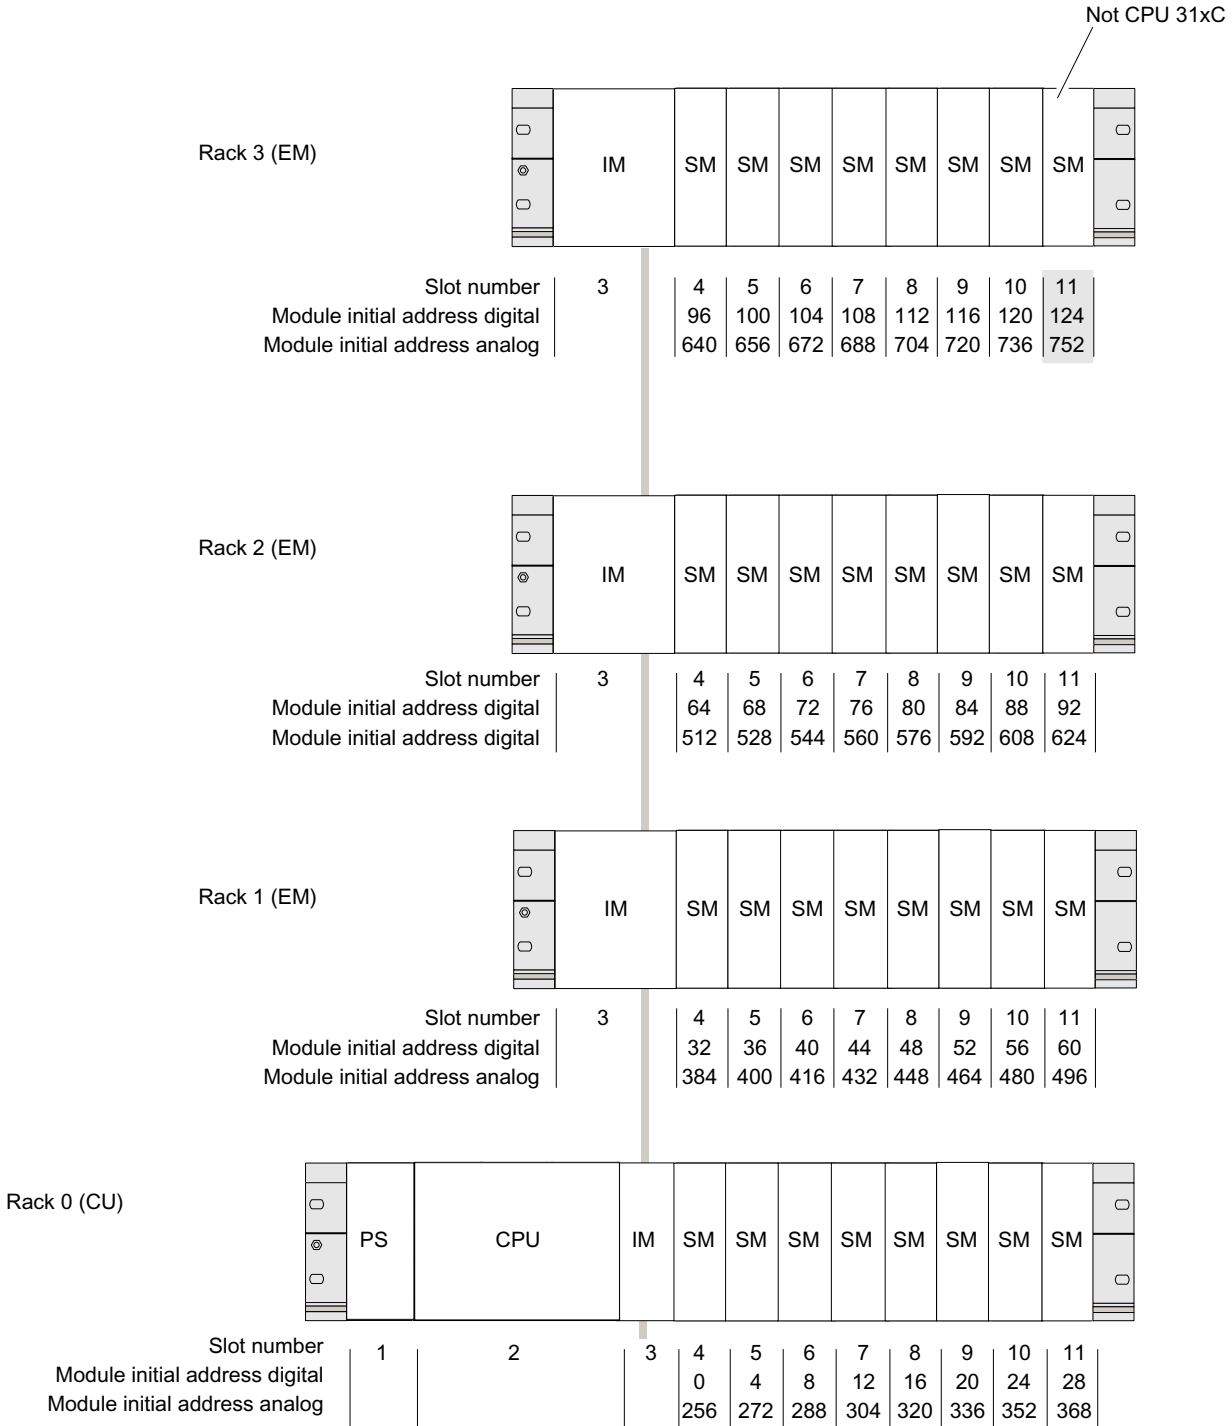 Not CPU 31xC
Rack 3 (EM)
IM SM SM SM SM SM SM SM SM
Slot number 3 4 5 6 7 8 9 10 11
Module initial address digital 96 100 104 108 112 116 120 124
Module initial address analog 640 656 672 688 704 720 736 752
Rack 2 (EM)
IM SM SM SM SM SM SM SM SM
Slot number 3 4 5 6 7 8 9 10 11
Module initial address digital 64 68 72 76 80 84 88 92
Module initial address digital 512 528 544 560 576 592 608 624
Rack 1 (EM)
IM SM SM SM SM SM SM SM SM
Slot number 3 4 5 6 7 8 9 10 11
Module initial address digital 32 36 40 44 48 52 56 60
Module initial address analog 384 400 416 432 448 464 480 496
Rack 0 (CU)
PS CPU IM SM SM SM SM SM SM SM SM
Slot number 1 2 3 4 5 6 7 8 9 10 11
Module initial address digital 0 4 8 12 16 20 24 28
Module initial address analog 256 272 288 304 320 336 352 368